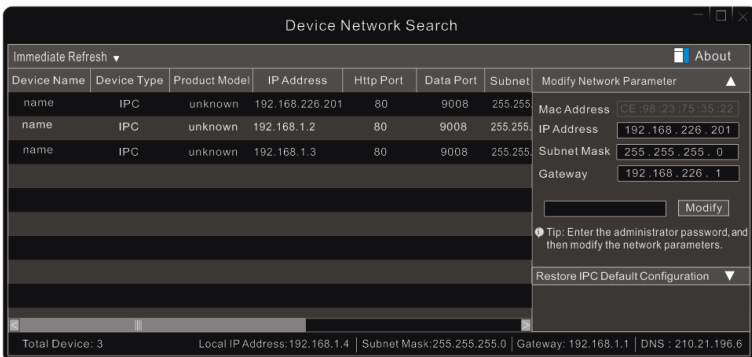 Device Network Search
Immediate Refresh ▼ About
Device Name Device Type Product Model IP Address Http Port Data Port Subnet
name IPC unknown 192.168.226.201 80 9008 255.255
name IPC unknown 192.168.1.2 80 9008 255.255.
name IPC unknown 192.168.1.3 80 9008 255.255.
Modify Network Parameter ▲
Mac Address CE :98 :23 :75 :35 :22
IP Address 192 .168 . 226 . 201
Subnet Mask 255 . 255 . 255 . 0
Gateway 192 .168 . 226 . 1
Modify
Tip: Enter the administrator password,and
then modify the network parameters.
Restore IPC Default Configuration ▼
Total Device: 3 Local IP Address:192.168.1.4 Subnet Mask:255.255.255.0 Gateway: 192.168.1.1 DNS : 210.21.196.6